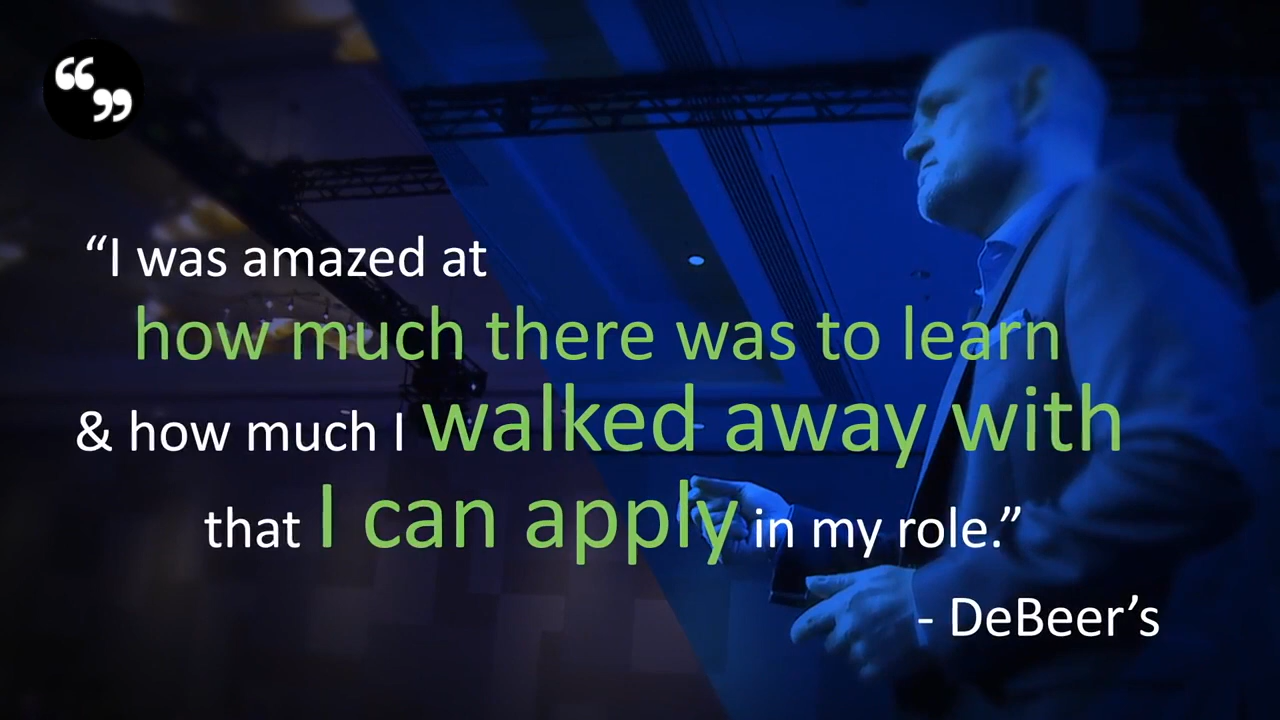 “I was amazed at
how much there was to learn
& how much I walked away with
that I can apply in my role.”
- DeBeer’s